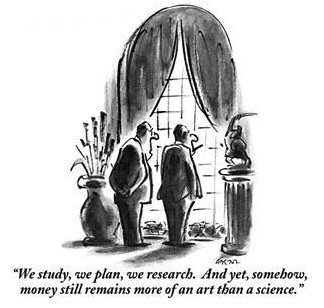 “We study, we plan, we research. And yet, somehow,
money still remains more of an art than a science.”